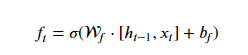 f_t = σ(𝒲_f · [h_{t−1}, x_t] + b_f)